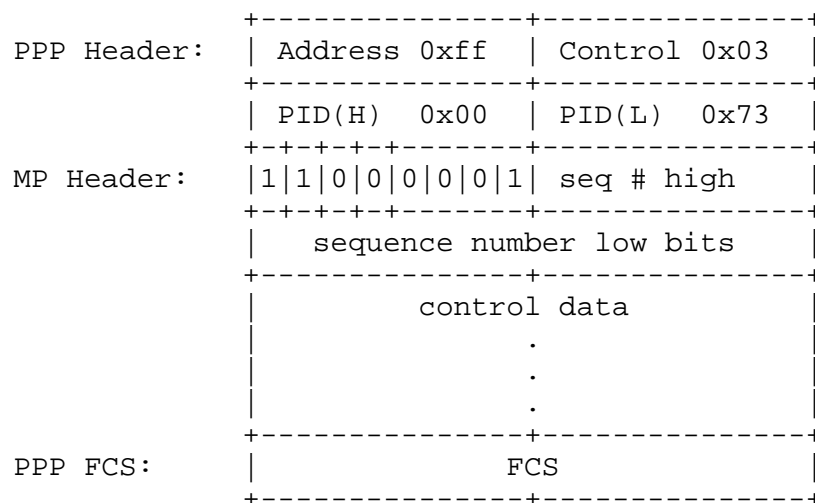 +---------------+---------------+
PPP Header: | Address 0xff  | Control 0x03  |
            +---------------+---------------+
            | PID(H)  0x00  | PID(L)  0x73  |
            +-+-+-+-+-------+---------------+
MP Header:  |1|1|0|0|0|0|0|1| seq # high    |
            +-+-+-+-+-------+---------------+
            |   sequence number low bits    |
            +---------------+---------------+
            |         control data          |
            |               .               |
            |               .               |
            |               .               |
            +---------------+---------------+
PPP FCS:    |              FCS              |
            +---------------+---------------+